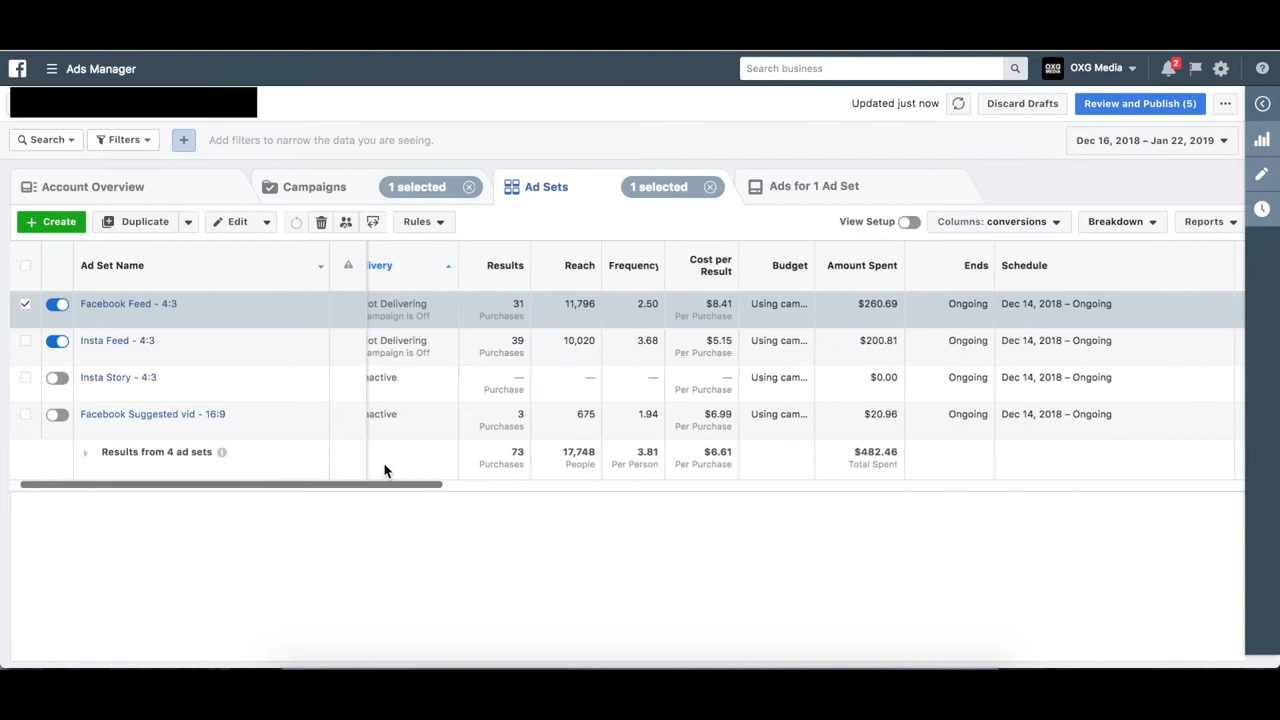 Ads Manager
Search business
OXG MEDIA
OXG Media
2
Updated just now
Discard Drafts
Review and Publish (5)
Search
Filters
Add filters to narrow the data you are seeing.
Dec 16, 2018 – Jan 22, 2019
Account Overview
Campaigns
1 selected
Ad Sets
1 selected
Ads for 1 Ad Set
+ Create
Duplicate
Edit
Rules
View Setup
Columns: conversions
Breakdown
Reports
Ad Set Name
ivery
Results
Reach
Frequency
Cost per Result
Budget
Amount Spent
Ends
Schedule
Facebook Feed - 4:3
ot Delivering
ampaign is Off
31
Purchases
11,796
2.50
$8.41
Per Purchase
Using cam...
$260.69
Ongoing
Dec 14, 2018 – Ongoing
Insta Feed - 4:3
ot Delivering
ampaign is Off
39
Purchases
10,020
3.68
$5.15
Per Purchase
Using cam...
$200.81
Ongoing
Dec 14, 2018 – Ongoing
Insta Story - 4:3
nactive
—
Purchase
—
—
—
Per Purchase
Using cam...
$0.00
Ongoing
Dec 14, 2018 – Ongoing
Facebook Suggested vid - 16:9
nactive
3
Purchases
675
1.94
$6.99
Per Purchase
Using cam...
$20.96
Ongoing
Dec 14, 2018 – Ongoing
Results from 4 ad sets
73
Purchases
17,748
People
3.81
Per Person
$6.61
Per Purchase
$482.46
Total Spent